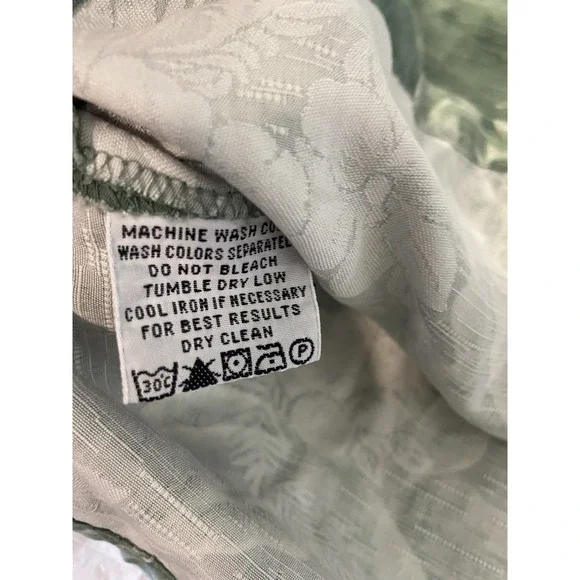 MACHINE WASH
WASH COLORS SEPARATEL
DO NOT BLEACH
TUMBLE DRY LOW
COOL IRON IF NECESSARY
FOR BEST RESULTS
DRY CLEAN
30C P